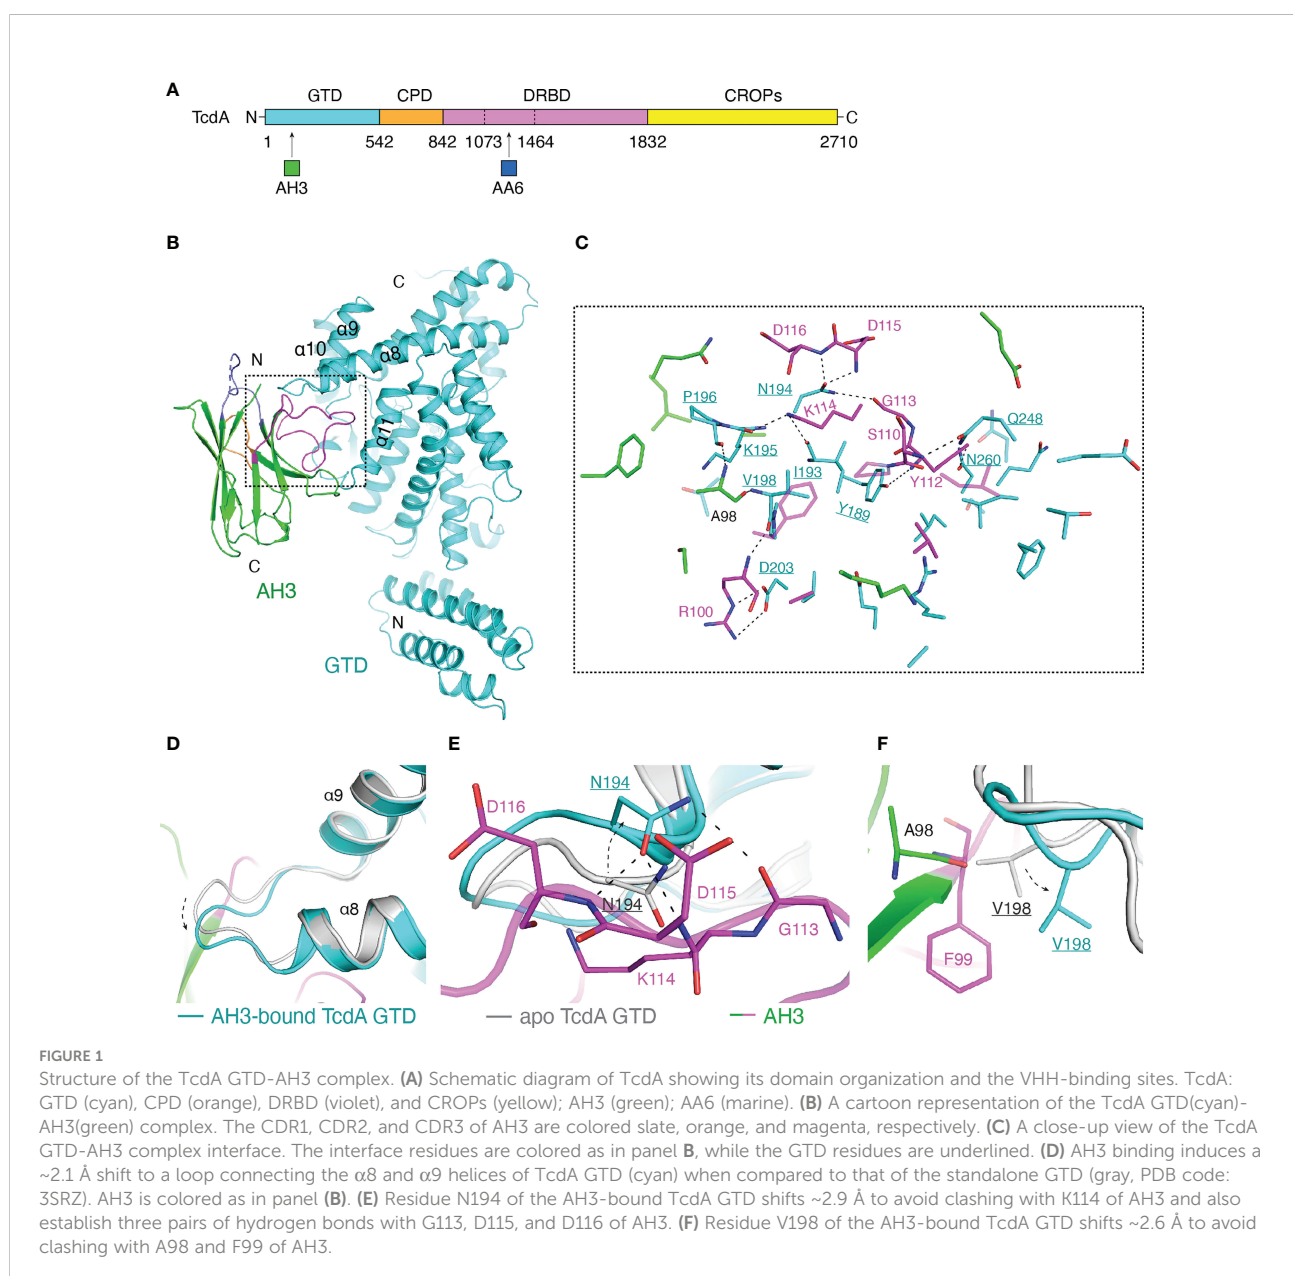 A
GTD CPD DRBD CROPs
TcdA N C
1 542 842 1073 1464 1832 2710
AH3 AA6
B
C
α9
α10
α8
N
α11
C
AH3
N
GTD
C
D116 D115
N194
P196
K114
G113
S110
Q248
K195
I193
N260
V198
Y112
A98
Y189
D203
R100
D
α9
α8
E
N194
D116
D115
N194
G113
K114
F
A98
V198
V198
F99
AH3-bound TcdA GTD apo TcdA GTD AH3
FIGURE 1
Structure of the TcdA GTD-AH3 complex. (A) Schematic diagram of TcdA showing its domain organization and the VHH-binding sites. TcdA:
GTD (cyan), CPD (orange), DRBD (violet), and CROPs (yellow); AH3 (green); AA6 (marine). (B) A cartoon representation of the TcdA GTD(cyan)-
AH3(green) complex. The CDR1, CDR2, and CDR3 of AH3 are colored slate, orange, and magenta, respectively. (C) A close-up view of the TcdA
GTD-AH3 complex interface. The interface residues are colored as in panel B, while the GTD residues are underlined. (D) AH3 binding induces a
~2.1 Å shift to a loop connecting the α8 and α9 helices of TcdA GTD (cyan) when compared to that of the standalone GTD (gray, PDB code:
3SRZ). AH3 is colored as in panel (B). (E) Residue N194 of the AH3-bound TcdA GTD shifts ~2.9 Å to avoid clashing with K114 of AH3 and also
establish three pairs of hydrogen bonds with G113, D115, and D116 of AH3. (F) Residue V198 of the AH3-bound TcdA GTD shifts ~2.6 Å to avoid
clashing with A98 and F99 of AH3.